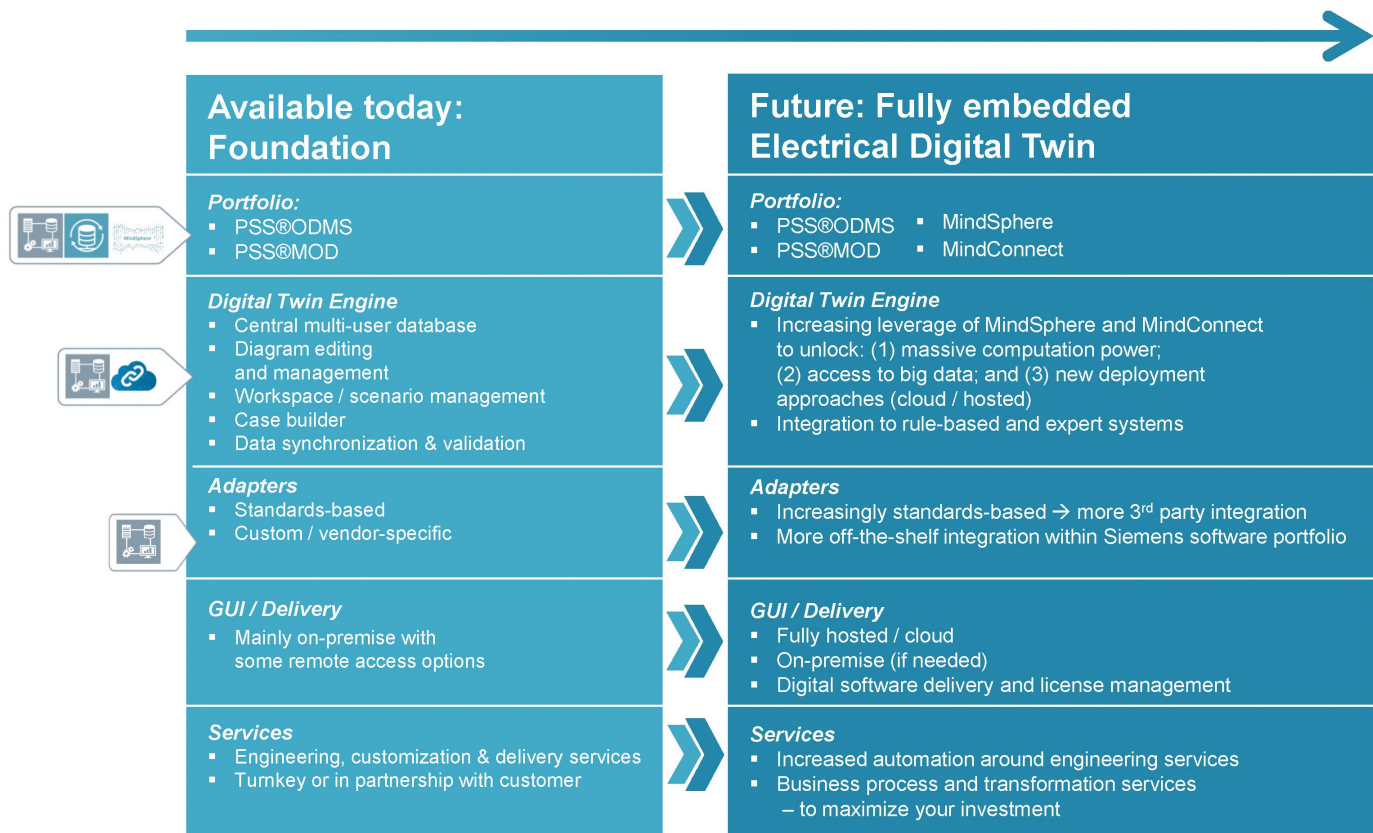 Available today:
Foundation
Portfolio:
▪ PSS®ODMS
▪ PSS®MOD
Digital Twin Engine
▪ Central multi-user database
▪ Diagram editing
and management
▪ Workspace / scenario management
▪ Case builder
▪ Data synchronization & validation
Adapters
▪ Standards-based
▪ Custom / vendor-specific
GUI / Delivery
▪ Mainly on-premise with
some remote access options
Services
▪ Engineering, customization & delivery services
▪ Turnkey or in partnership with customer
Future: Fully embedded
Electrical Digital Twin
Portfolio:
▪ PSS®ODMS ▪ MindSphere
▪ PSS®MOD ▪ MindConnect
Digital Twin Engine
▪ Increasing leverage of MindSphere and MindConnect
to unlock: (1) massive computation power;
(2) access to big data; and (3) new deployment
approaches (cloud / hosted)
▪ Integration to rule-based and expert systems
Adapters
▪ Increasingly standards-based → more 3rd party integration
▪ More off-the-shelf integration within Siemens software portfolio
GUI / Delivery
▪ Fully hosted / cloud
▪ On-premise (if needed)
▪ Digital software delivery and license management
Services
▪ Increased automation around engineering services
▪ Business process and transformation services
– to maximize your investment
MindSphere